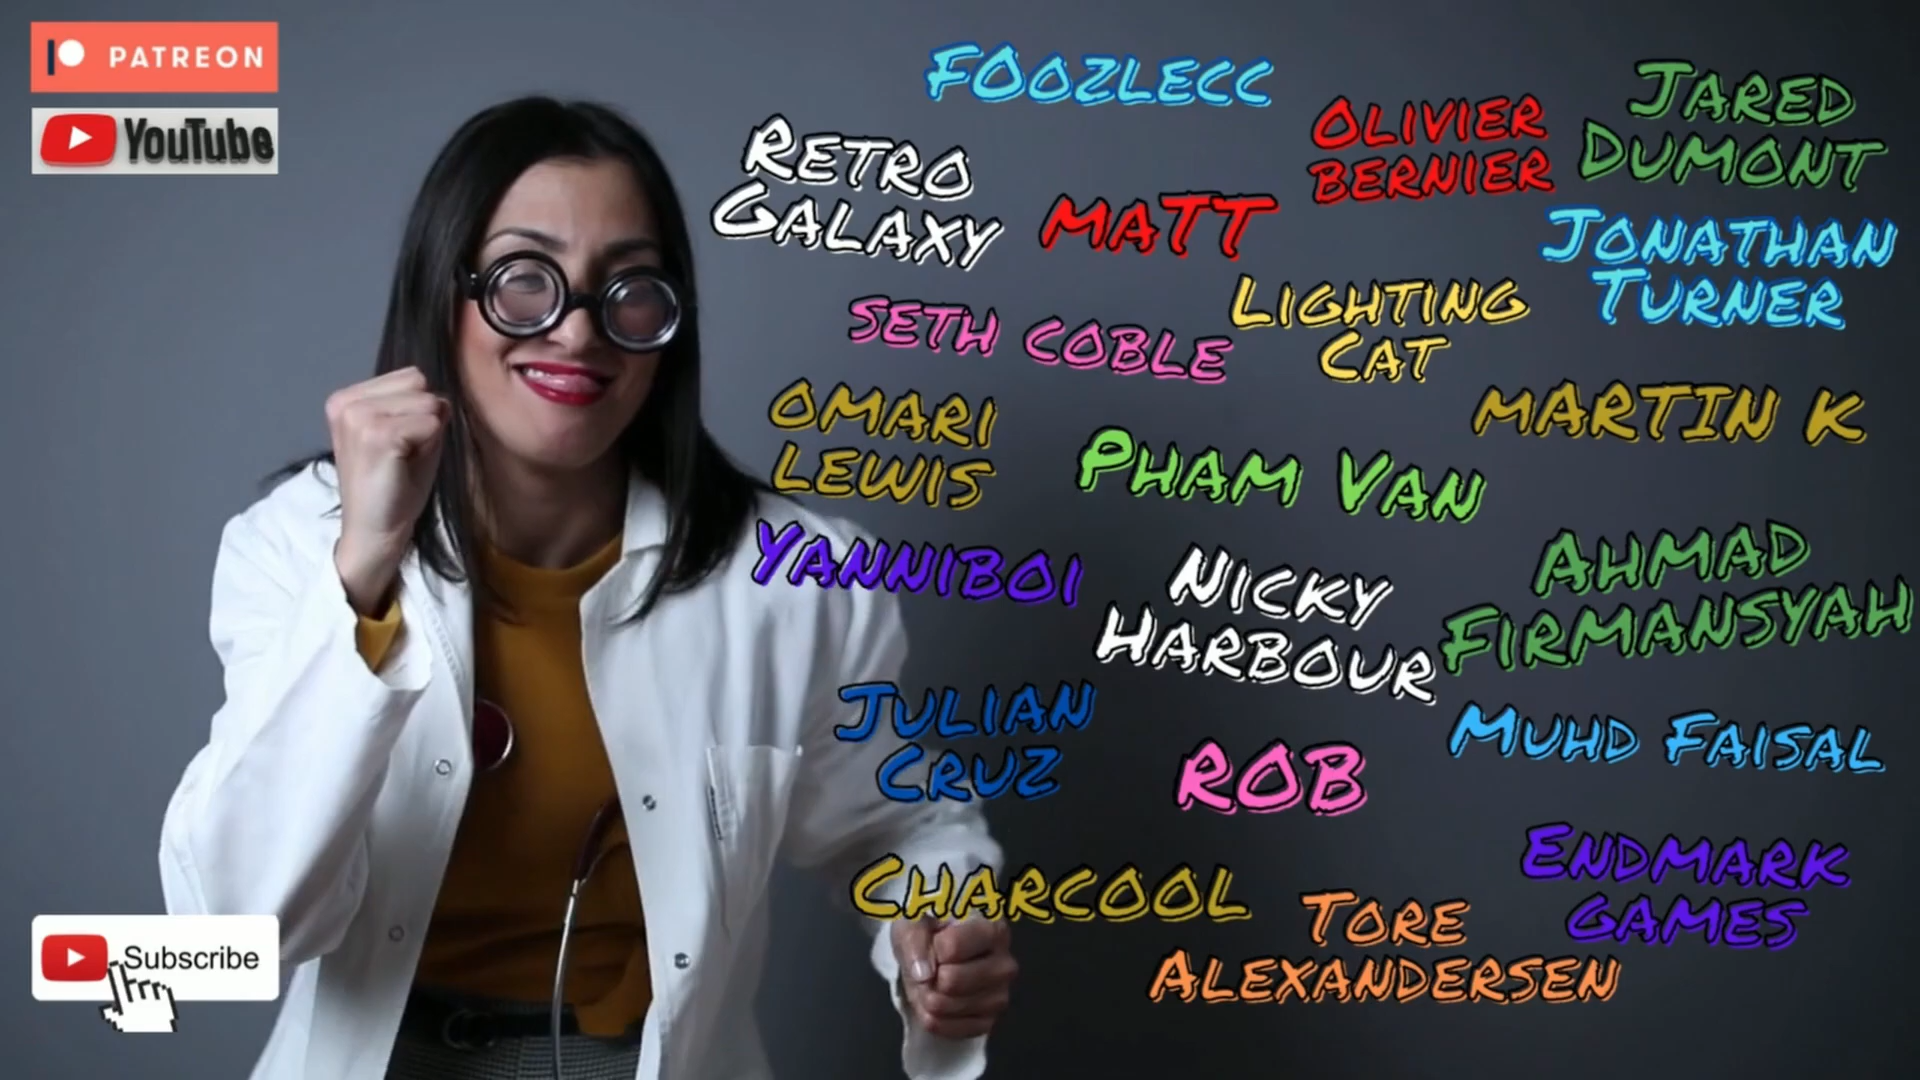 PATREON
YouTube
FOozlecc
Retro
Galaxy
maTT
Olivier
bernier
Jared
Dumont
Jonathan
Turner
seth coble
Lighting
Cat
omari
lewis
mARTIN K
Pham Van
Yanniboi
Nicky
Harbour
Ahmad
Firmansyah
Julian
Cruz
ROB
Muhd Faisal
Charcool
Tore
Alexandersen
Endmark
games
Subscribe